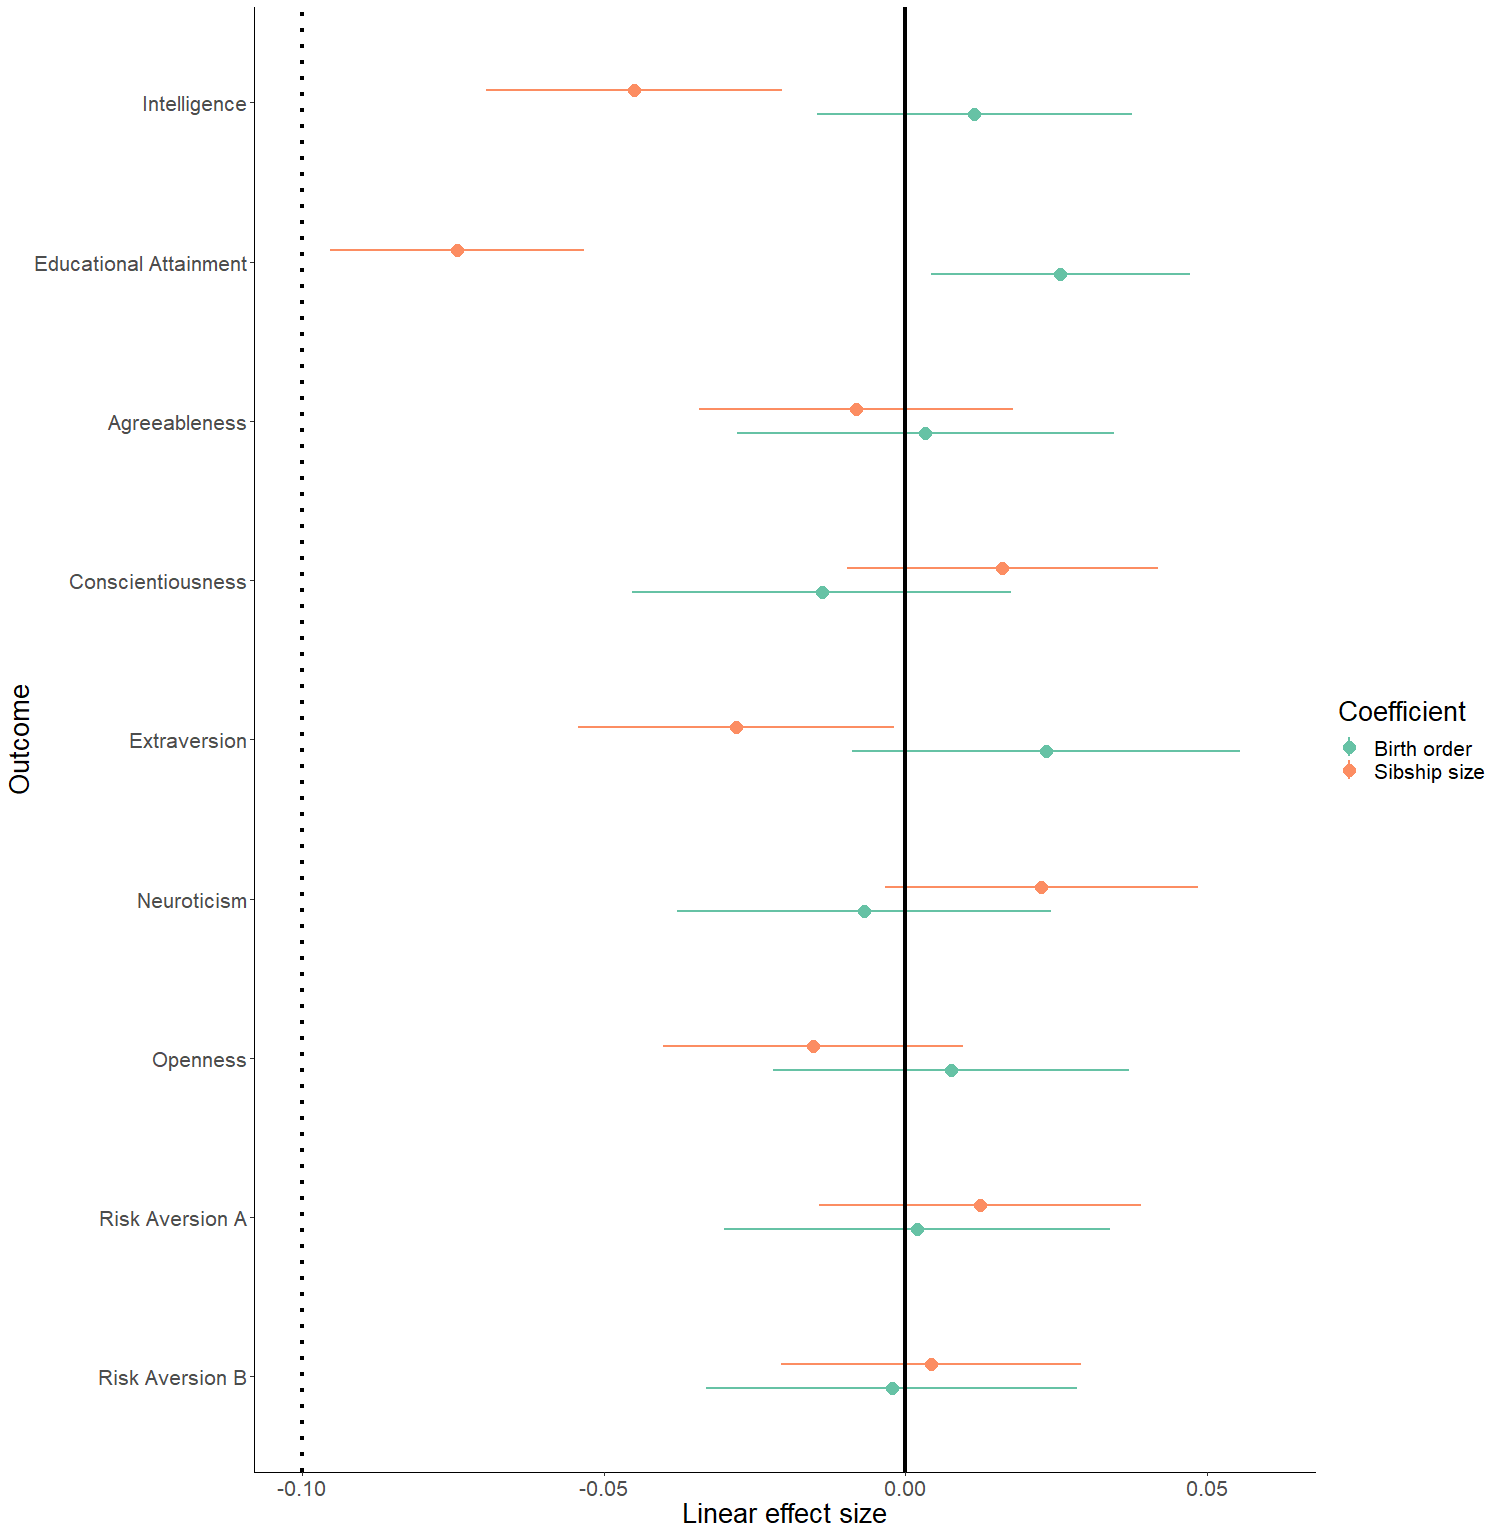 Outcome
Intelligence
Educational Attainment
Agreeableness
Conscientiousness
Extraversion
Neuroticism
Openness
Risk Aversion A
Risk Aversion B
-0.10
-0.05
0.00
0.05
Linear effect size
Coefficient
Birth order
Sibship size